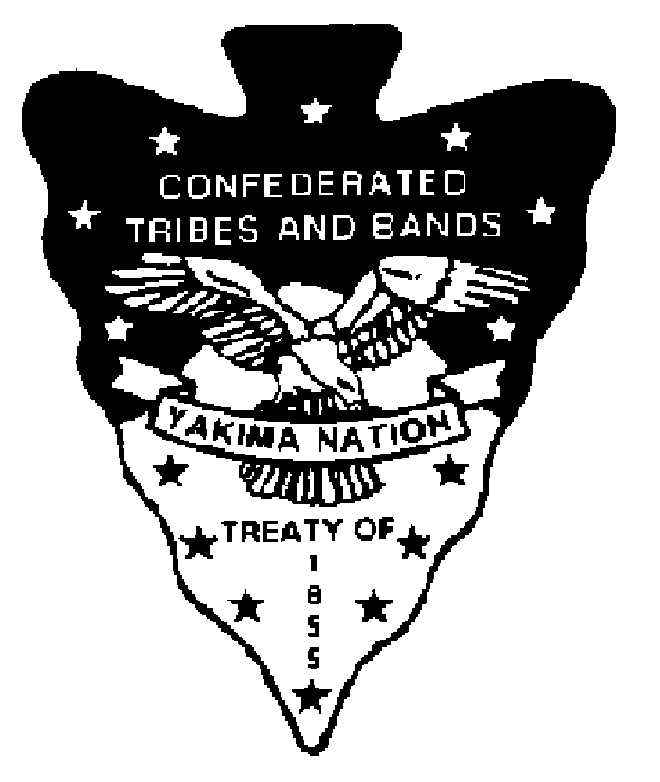 CONFEDERATED
TRIBES AND BANDS
YAKIMA NATION
TREATY OF
1
8
5
5